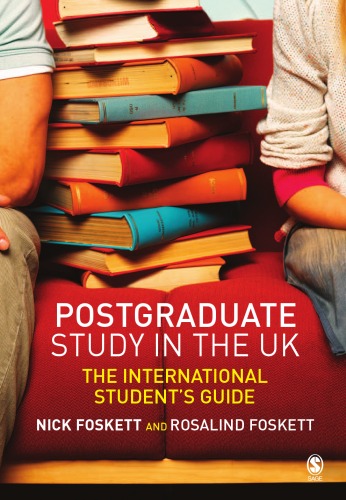 POSTGRADUATE
STUDY IN THE UK
THE INTERNATIONAL
STUDENT'S GUIDE
NICK FOSKETT AND ROSALIND FOSKETT
S
SAGE